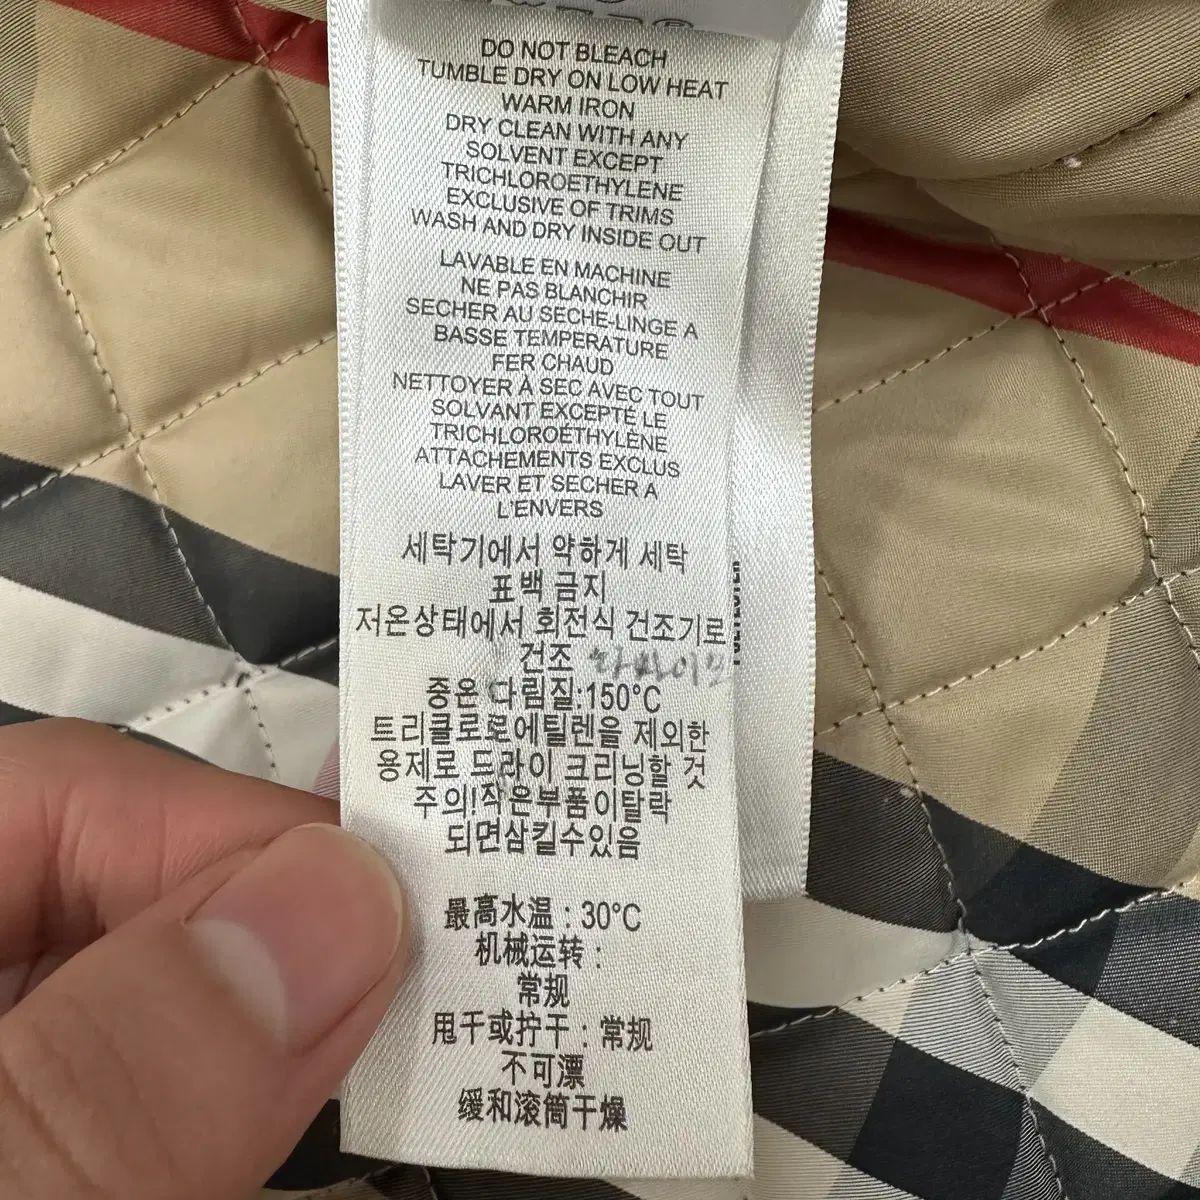 DO NOT BLEACH
TUMBLE DRY ON LOW HEAT
WARM IRON
DRY CLEAN WITH ANY
SOLVENT EXCEPT
TRICHLOROETHYLENE
EXCLUSIVE OF TRIMS
WASH AND DRY INSIDE OUT
LAVABLE EN MACHINE
NE PAS BLANCHIR
SECHER AU SECHE-LINGE A
BASSE TEMPERATURE
FER CHAUD
NETTOYER À SEC AVEC TOUT
SOLVANT EXCEPTÉ LE
TRICHLOROÉTHYLÈNE
ATTACHEMENTS EXCLUS
LAVER ET SECHER A
L'ENVERS
세탁기에서 약하게 세탁
표백 금지
저온상태에서 회전식 건조기로
건조
중온 다림질:150°C
트리클로로에틸렌을 제외한
용제로 드라이 크리닝할 것
주의!작은부품이탈락
되면삼킬수있음
最高水温：30°C
机械运转：
常规
甩干或拧干：常规
不可漂
缓和滚筒干燥